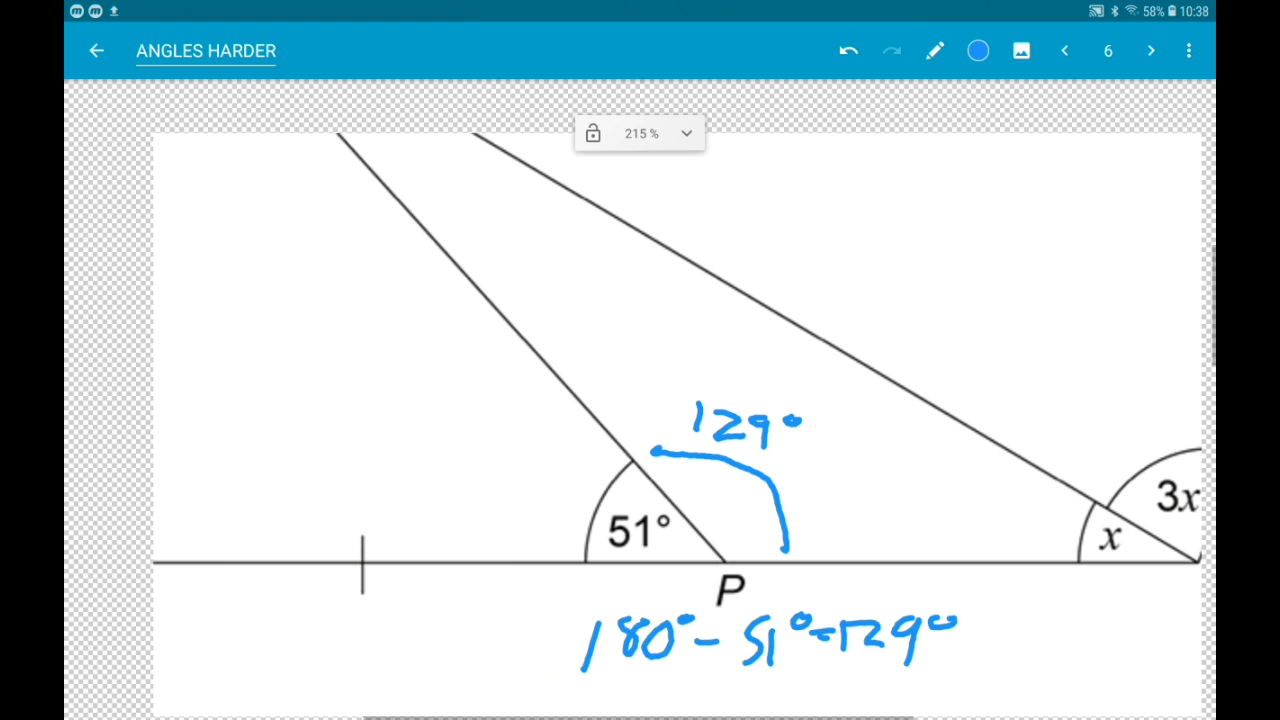 58% 10:38
ANGLES HARDER
6
215 %
129°
3x
51°
x
P
180° - 51° = 129°